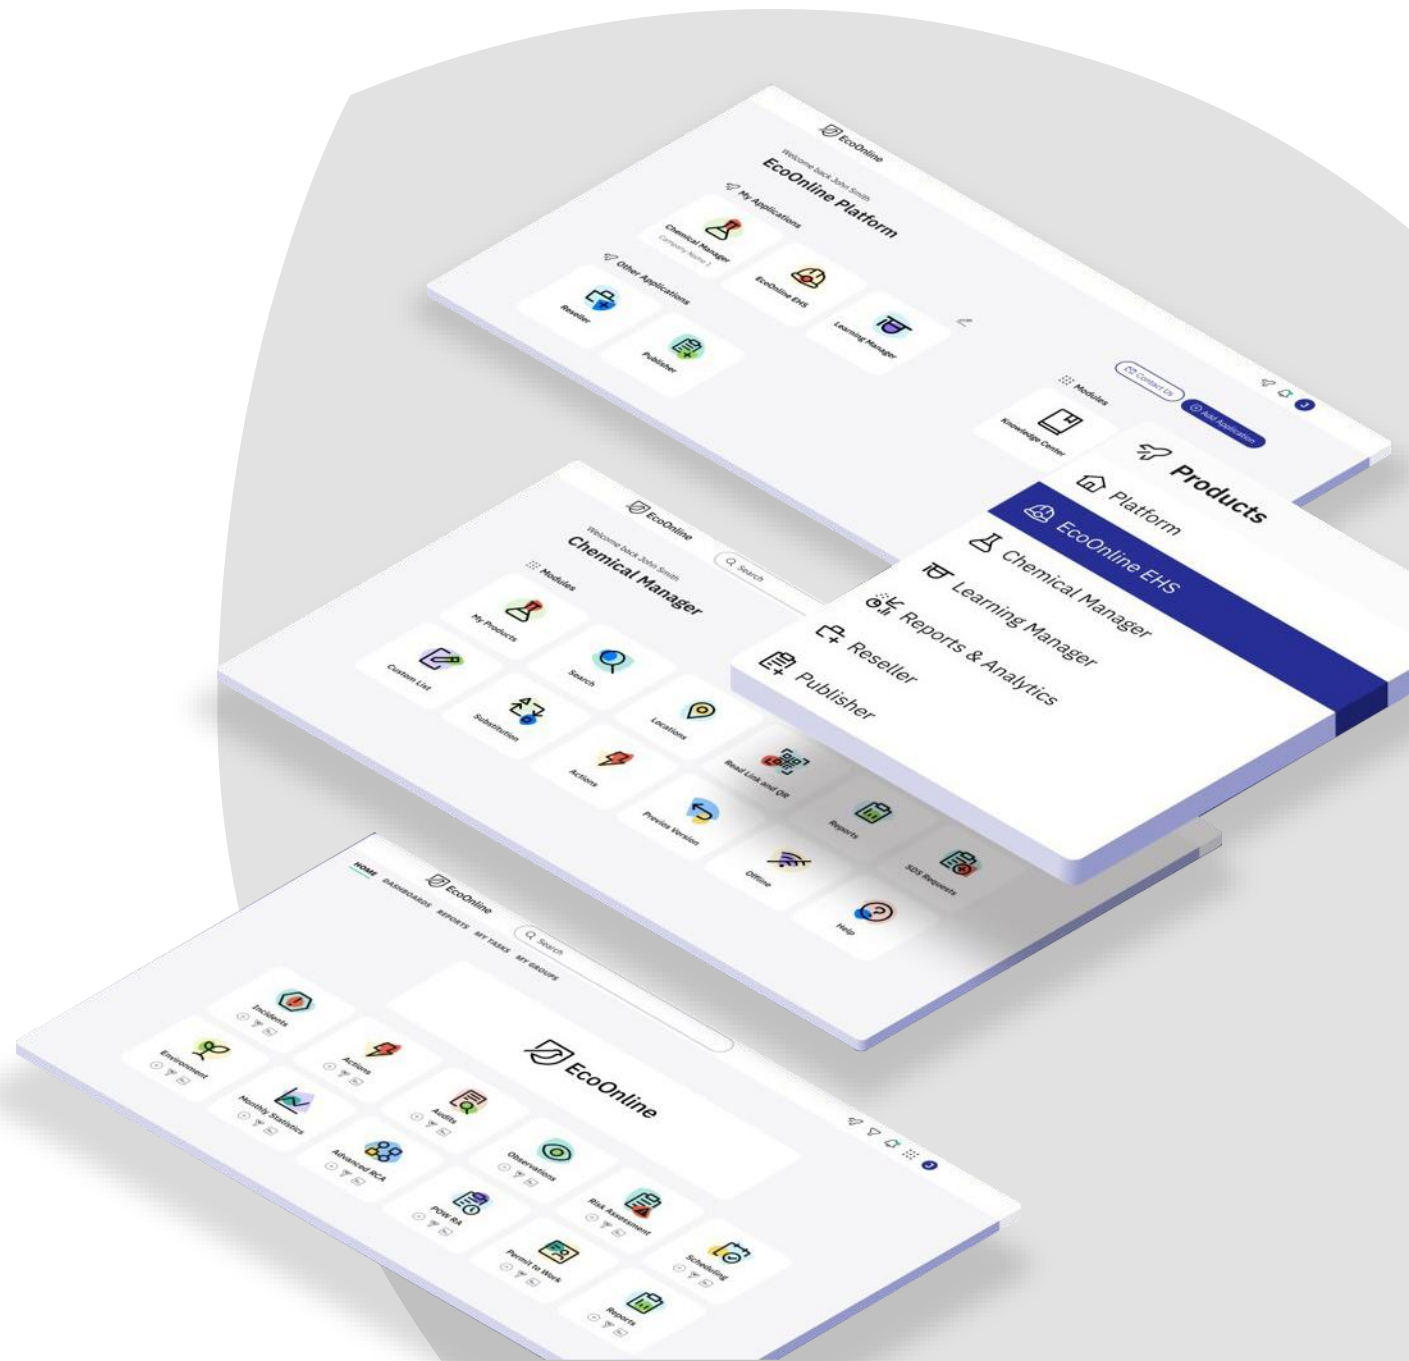 EcoOnline
Welcome back John Smith
EcoOnline Platform
My Applications
Chemical Manager
Company Name 1
EcoOnline EHS
Learning Manager
Other Applications
Reseller
Publisher
Contact Us
Add Application
J
Modules
Knowledge Center
Products
Platform
EcoOnline EHS
Chemical Manager
Learning Manager
Reports & Analytics
Reseller
Publisher
EcoOnline
Search
Welcome back John Smith
Chemical Manager
Modules
My Products
Search
Locations
Read Link and QR
Reports
SDS Requests
Custom List
Substitution
Actions
Previos Version
Offline
Help
EcoOnline
Search
HOME DASHBOARDS REPORTS MY TASKS MY GROUPS
J
EcoOnline
Incidents
Actions
Audits
Observations
Risk Assessment
Scheduling
Environment
Monthly Statistics
Advanced RCA
POW RA
Permit to Work
Reports